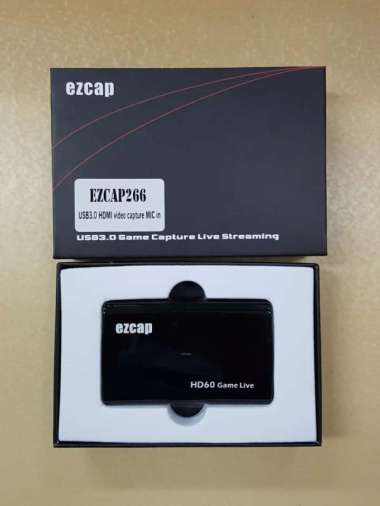 ezcap
EZCAP266
USB3.0 HDMI video capture MIC in
USB3.0 Game Capture Live Streaming
ezcap
HD60 Game Live